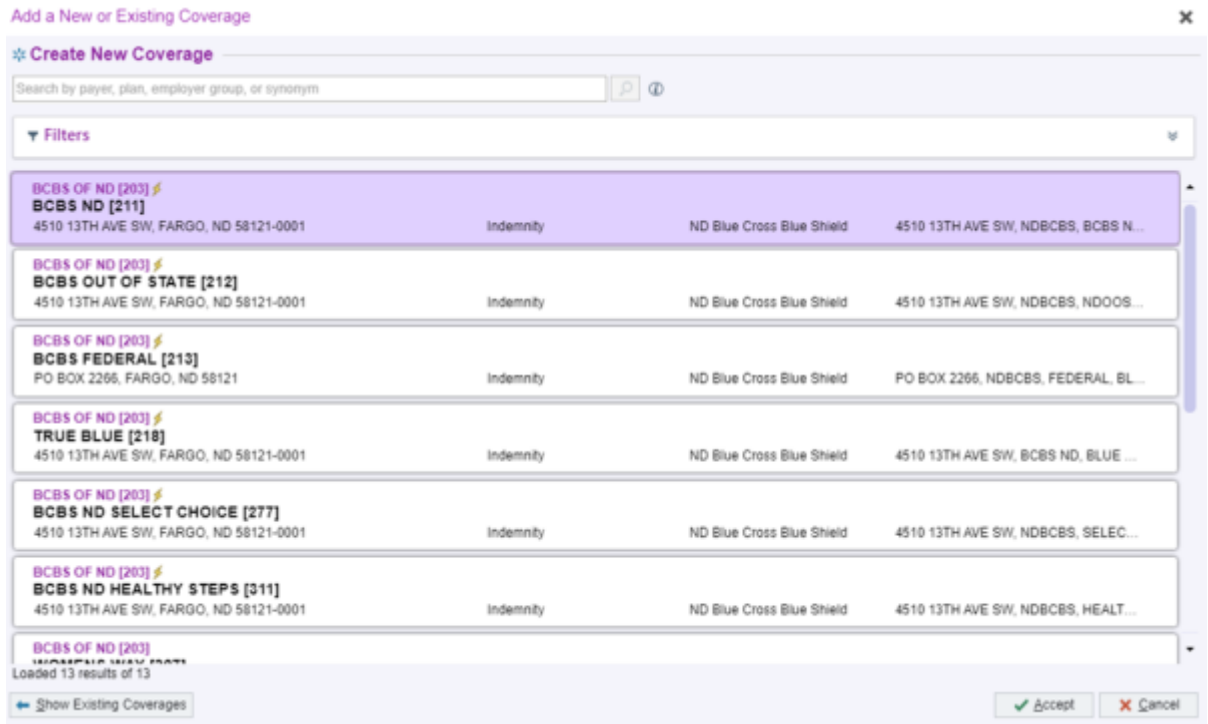 Add a New or Existing Coverage
Create New Coverage
Search by payer, plan, employer group, or synonym
Filters
BCBS OF ND [203]
BCBS ND [211]
4510 13TH AVE SW, FARGO, ND 58121-0001 Indemnity ND Blue Cross Blue Shield 4510 13TH AVE SW, NDBCBS, BCBS N...
BCBS OF ND [203]
BCBS OUT OF STATE [212]
4510 13TH AVE SW, FARGO, ND 58121-0001 Indemnity ND Blue Cross Blue Shield 4510 13TH AVE SW, NDBCBS, NDOOS...
BCBS OF ND [203]
BCBS FEDERAL [213]
PO BOX 2266, FARGO, ND 58121 Indemnity ND Blue Cross Blue Shield PO BOX 2266, NDBCBS, FEDERAL, BL...
BCBS OF ND [203]
TRUE BLUE [218]
4510 13TH AVE SW, FARGO, ND 58121-0001 Indemnity ND Blue Cross Blue Shield 4510 13TH AVE SW, BCBS ND, BLUE ...
BCBS OF ND [203]
BCBS ND SELECT CHOICE [277]
4510 13TH AVE SW, FARGO, ND 58121-0001 Indemnity ND Blue Cross Blue Shield 4510 13TH AVE SW, NDBCBS, SELEC...
BCBS OF ND [203]
BCBS ND HEALTHY STEPS [311]
4510 13TH AVE SW, FARGO, ND 58121-0001 Indemnity ND Blue Cross Blue Shield 4510 13TH AVE SW, NDBCBS, HEALT...
BCBS OF ND [203]
WOMENS WAY
Loaded 13 results of 13
Show Existing Coverages Accept Cancel